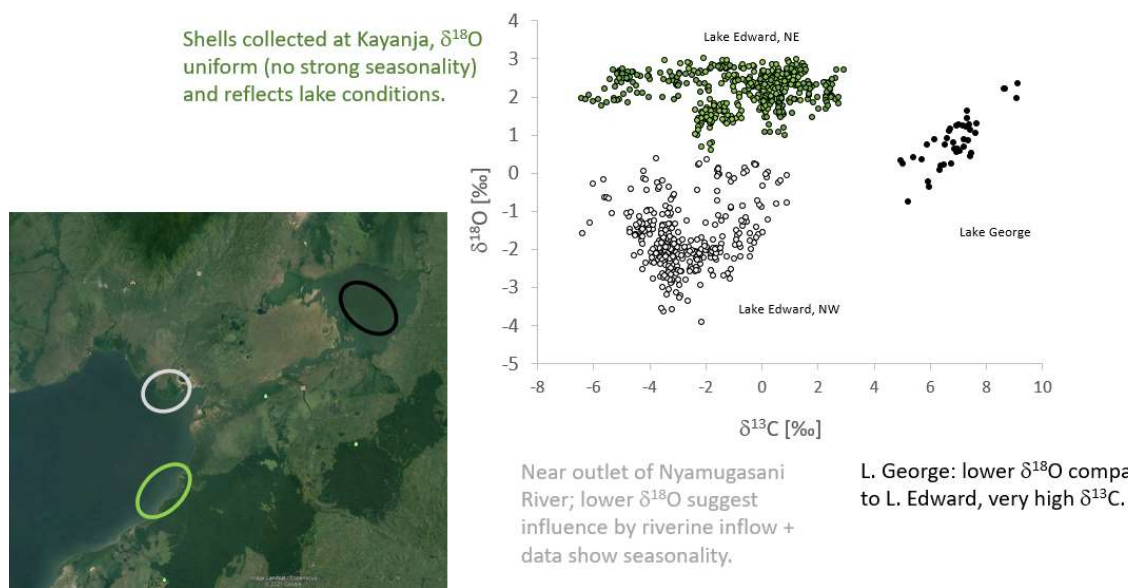 Shells collected at Kayanja, δ¹⁸O
uniform (no strong seasonality)
and reflects lake conditions.
4
3
2
1
0
-1
-2
-3
-4
-5
δ¹⁸O [‰]
Lake Edward, NE
Lake George
Lake Edward, NW
-8
-6
-4
-2
0
2
4
6
8
10
δ¹³C [‰]
Near outlet of Nyamugasani
River; lower δ¹⁸O suggest
influence by riverine inflow +
data show seasonality.
L. George: lower δ¹⁸O compa
to L. Edward, very high δ¹³C.
© 2021 Google